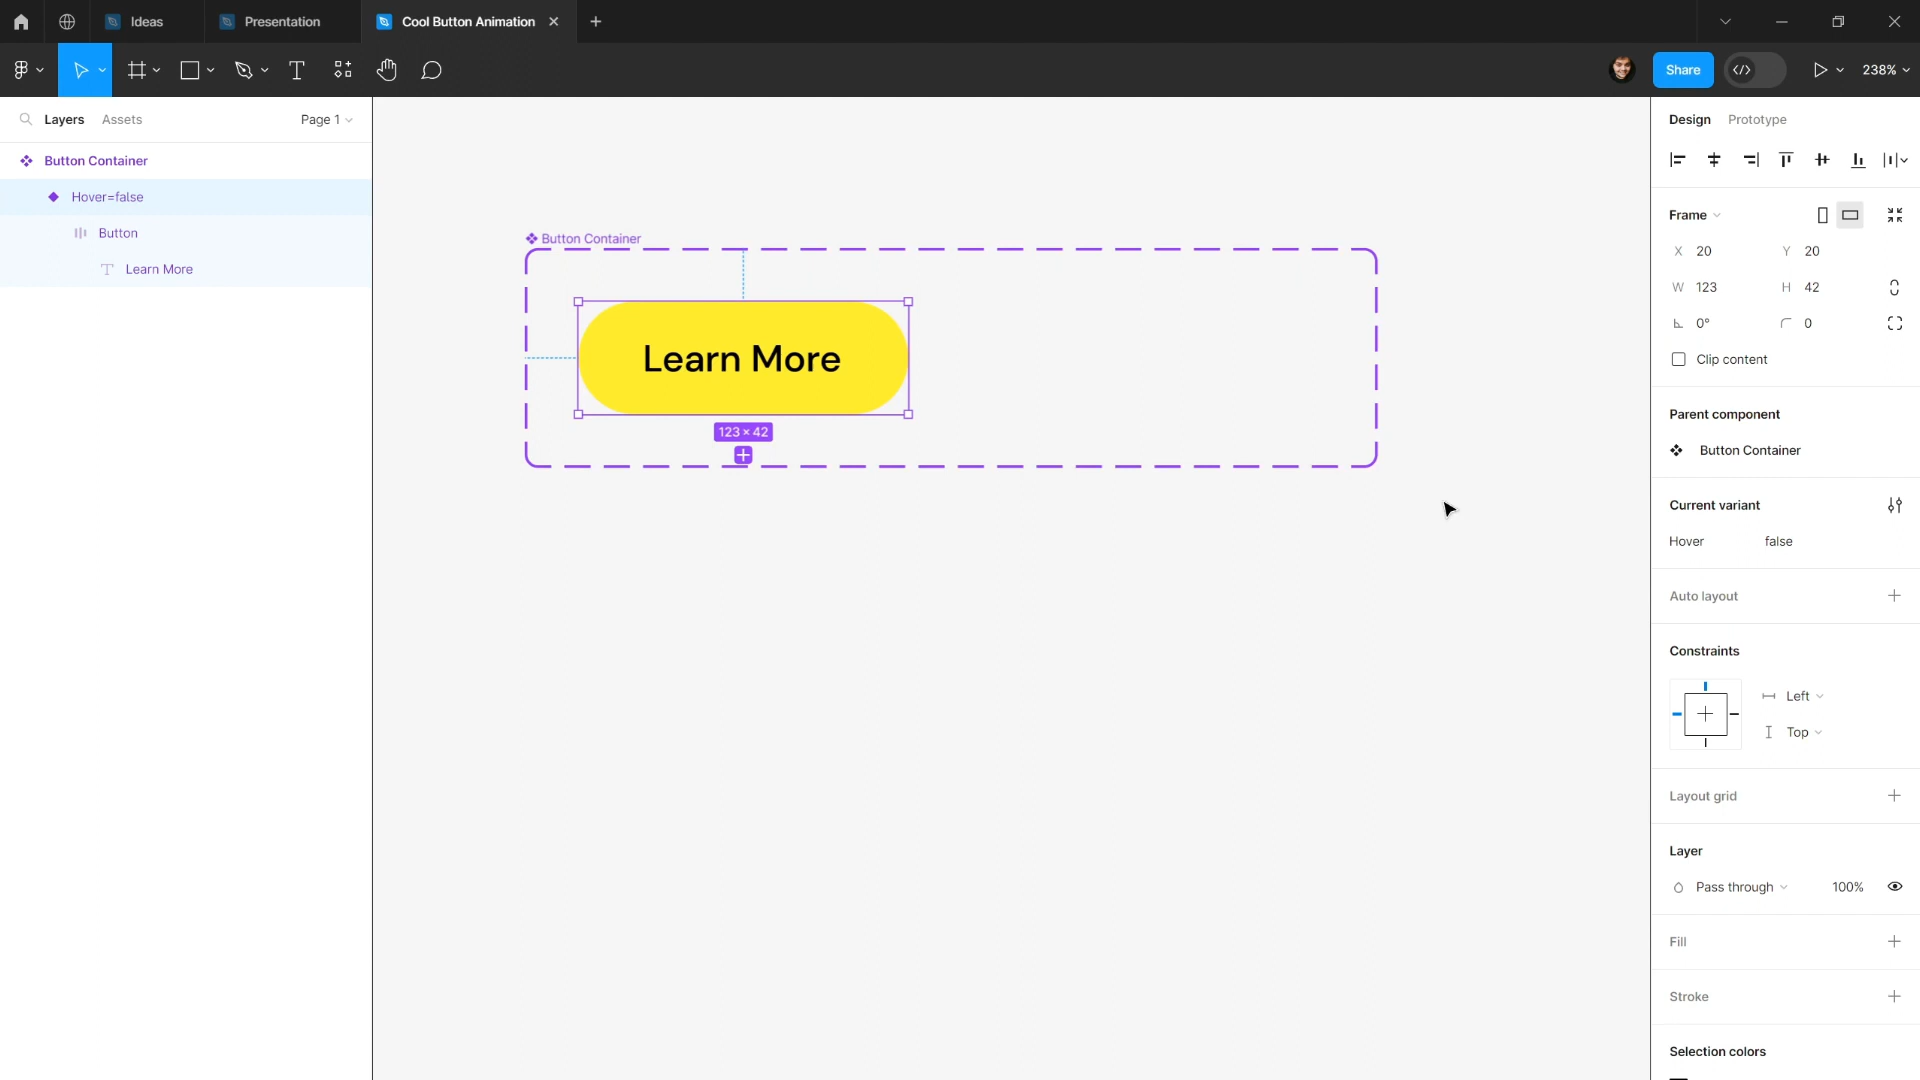 Ideas
Presentation
Cool Button Animation
Share
238%
Layers
Assets
Page 1
Button Container
Hover=false
Button
Learn More
Button Container
Learn More
123 × 42
Design
Prototype
Frame
X 20
Y 20
W 123
H 42
0°
0
Clip content
Parent component
Button Container
Current variant
Hover
false
Auto layout
Constraints
Left
Top
Layout grid
Layer
Pass through
100%
Fill
Stroke
Selection colors